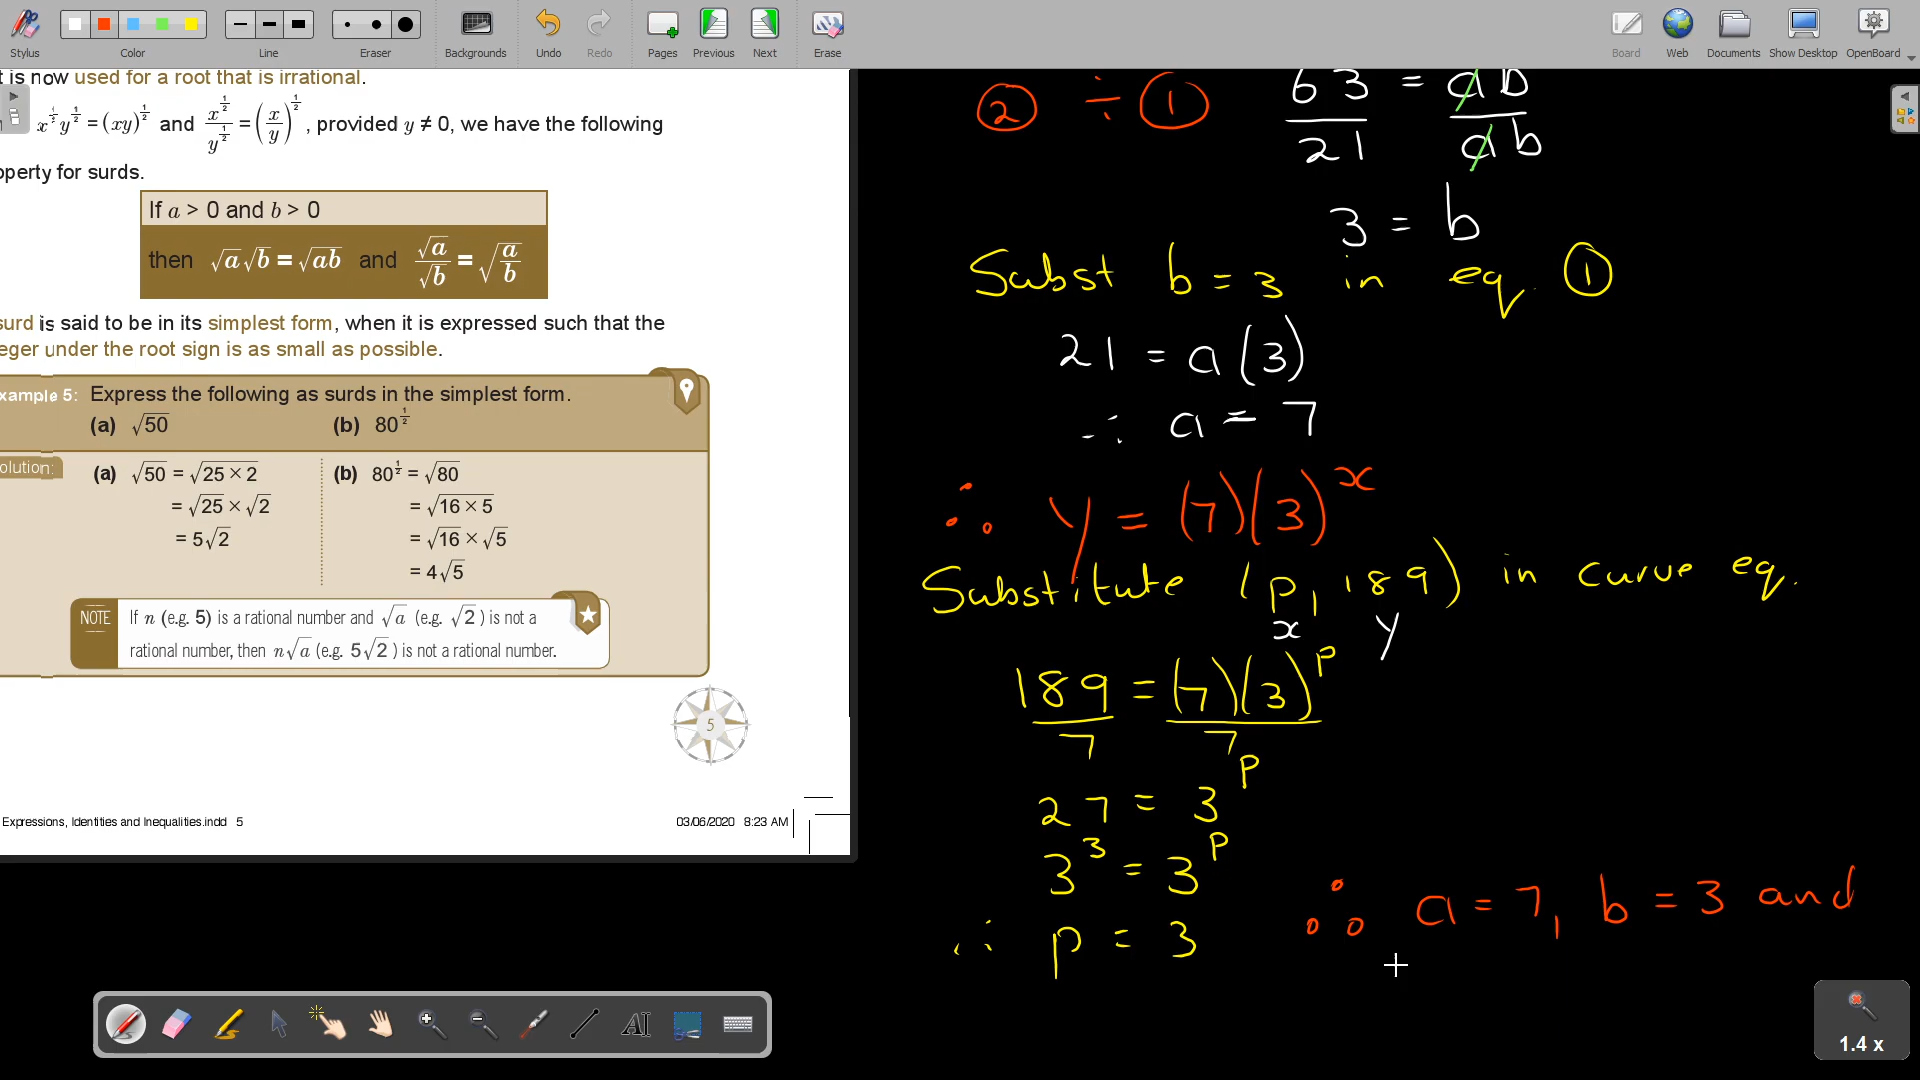 Stylus
Color
Line
Eraser
Backgrounds
Undo
Redo
Pages
Previous
Next
Erase
Board
Web
Documents
Show Desktop
OpenBoard
t is now used for a root that is irrational.
x^{1/2}y^{1/2} = (xy)^{1/2} and x^{1/2}/y^{1/2} = (x/y)^{1/2}, provided y ≠ 0, we have the following
operty for surds.
If a > 0 and b > 0
then √a√b = √ab and √a/√b = √(a/b)
surd is said to be in its simplest form, when it is expressed such that the
eger under the root sign is as small as possible.
xample 5: Express the following as surds in the simplest form.
(a) √50 (b) 80^{1/2}
olution:
(a) √50 = √(25 × 2)
= √25 × √2
= 5√2
(b) 80^{1/2} = √80
= √(16 × 5)
= √16 × √5
= 4√5
NOTE
If n (e.g. 5) is a rational number and √a (e.g. √2) is not a
rational number, then n√a (e.g. 5√2) is not a rational number.
5
Expressions, Identities and Inequalities.indd 5
03/06/2020 8:23 AM
② ÷ ① 63/21 = ab/ab
3 = b
Subst b = 3 in eq. ①
21 = a(3)
∴ a = 7
∴ y = (7)(3)^x
Substitute (p, 189) in curve eq.
x y
189/7 = (7)(3)^p/7
27 = 3^p
3^3 = 3^p
∴ p = 3
∴ a = 7, b = 3 and
AI
1.4 x